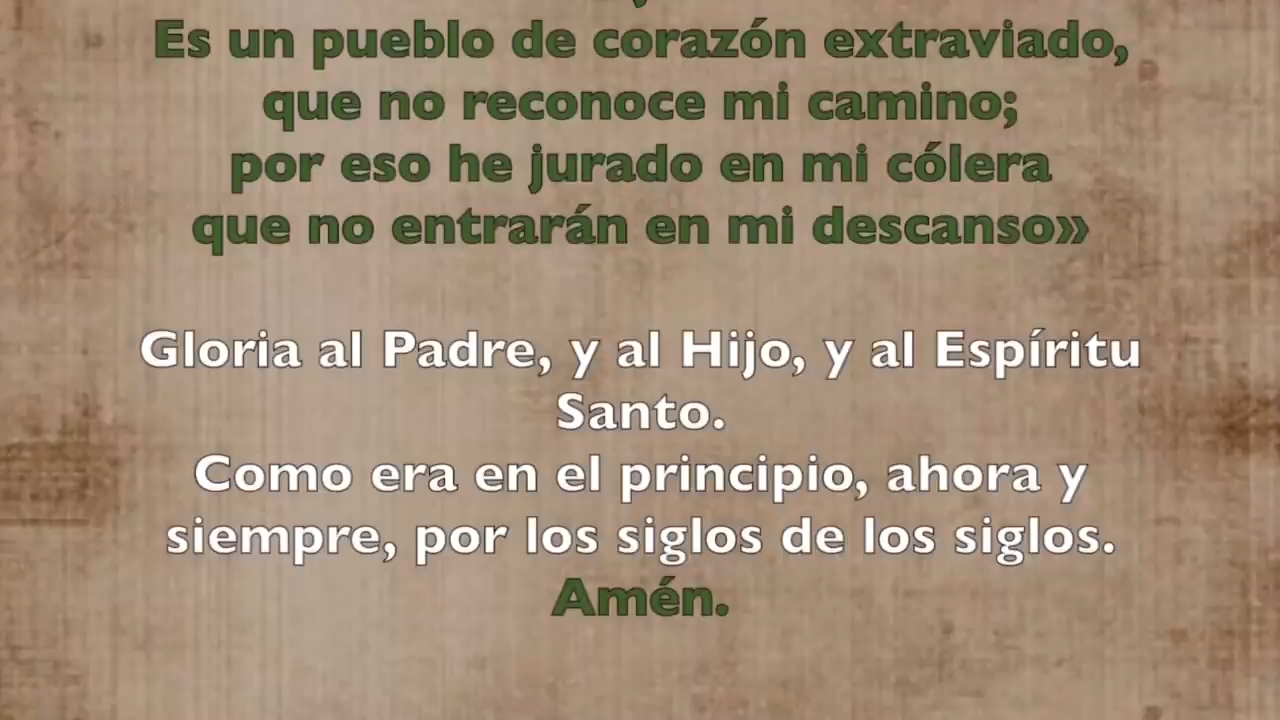 Es un pueblo de corazón extraviado,
que no reconoce mi camino;
por eso he jurado en mi cólera
que no entrarán en mi descanso»
Gloria al Padre, y al Hijo, y al Espíritu
Santo.
Como era en el principio, ahora y
siempre, por los siglos de los siglos.
Amén.